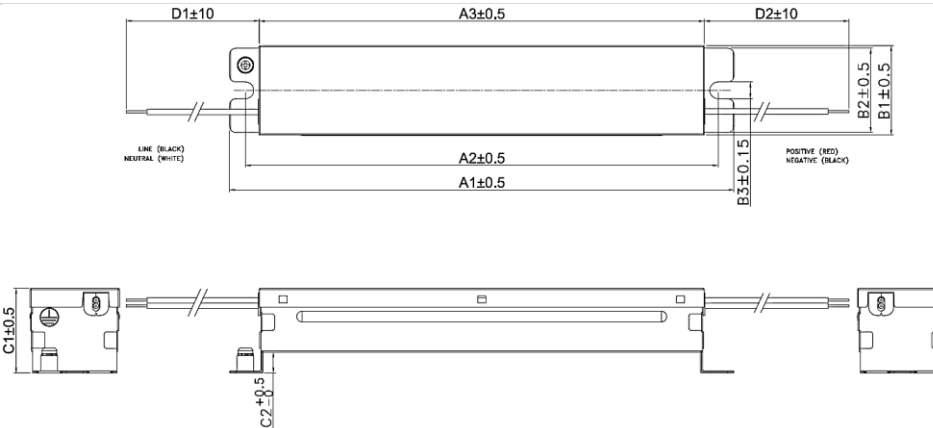 D1±10
A3±0.5
D2±10
B2±0.5
B1±0.5
LINE (BLACK)
NEUTRAL (WHITE)
POSITIVE (RED)
NEGATIVE (BLACK)
A2±0.5
A1±0.5
B3±0.15
C1±0.5
C2+0.5
-0